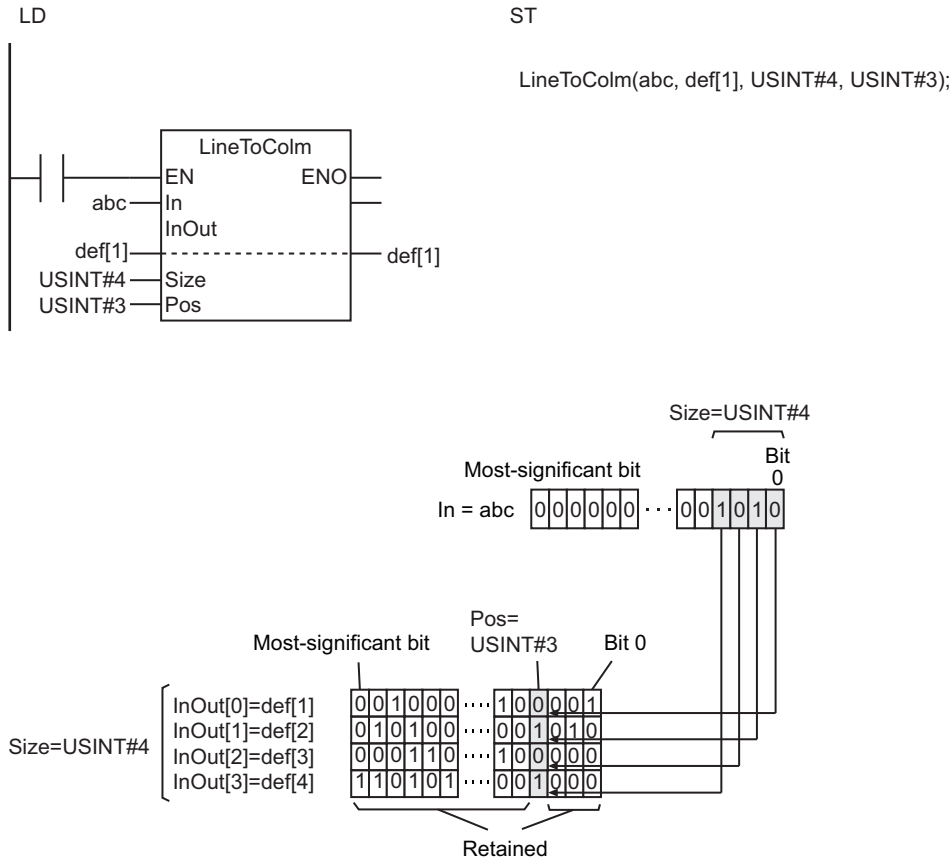 LD
ST
LineToColm(abc, def[1], USINT#4, USINT#3);
LineToColm
EN ENO
abc In
InOut
def[1] def[1]
USINT#4 Size
USINT#3 Pos
Size=USINT#4
Bit
0
Most-significant bit
In = abc 0 0 0 0 0 0 ···· 0 0 1 0 1 0
Pos=
USINT#3
Most-significant bit
Bit 0
Size=USINT#4
InOut[0]=def[1] 0 0 1 0 0 0 ····· 1 0 0 0 0 1
InOut[1]=def[2] 0 1 0 1 0 0 ····· 0 0 1 0 1 0
InOut[2]=def[3] 0 0 0 1 1 0 ····· 1 0 0 0 0 0
InOut[3]=def[4] 1 1 0 1 0 1 ····· 0 0 1 0 0 0
Retained